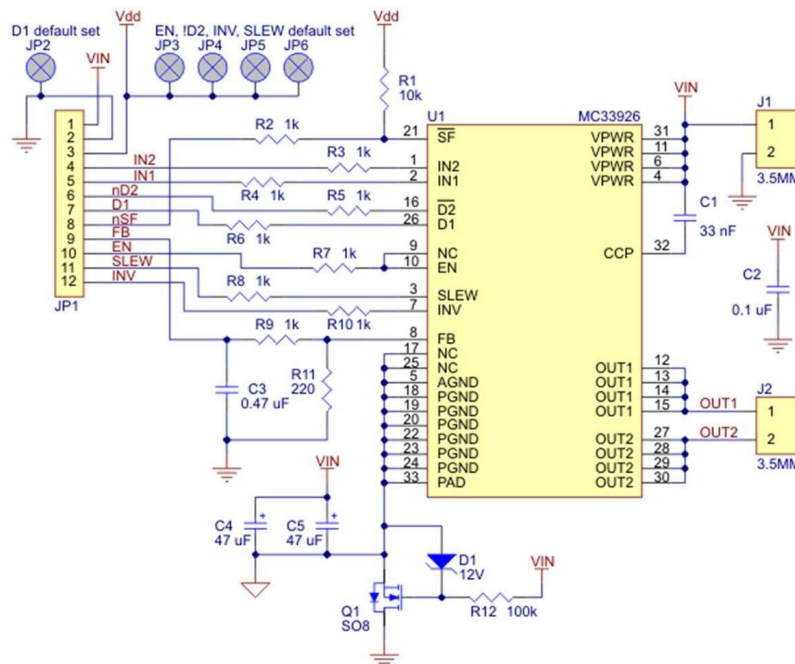 Vdd
Vdd
D1 default set
JP2
VIN
EN, !D2, INV, SLEW default set
JP3
JP4
JP5
JP6
R1
10k
VIN
U1
MC33926
J1
1
2
3
4
5
6
7
8
9
10
11
12
JP1
IN2
IN1
nD2
D1
nSF
FB
EN
SLEW
INV
R2 1k
R3 1k
R4 1k
R5 1k
R6 1k
R7 1k
R8 1k
R10 1k
R9 1k
R11
220
C3
0.47 uF
21 SF
1 IN2
2 IN1
16 D2
26 D1
9 NC
10 EN
3 SLEW
7 INV
8 FB
17 NC
25 NC
5 AGND
18 PGND
19 PGND
20 PGND
22 PGND
23 PGND
24 PGND
33 PAD
VPWR 31
VPWR 11
VPWR 6
VPWR 4
CCP 32
OUT1 12
OUT1 13
OUT1 14
OUT1 15
OUT2 27
OUT2 28
OUT2 29
OUT2 30
1
2
3.5MM
C1
33 nF
VIN
C2
0.1 uF
J2
OUT1
OUT2
1
2
3.5MM
VIN
C4
47 uF
+
C5
47 uF
+
D1
12V
VIN
Q1
SO8
R12 100k